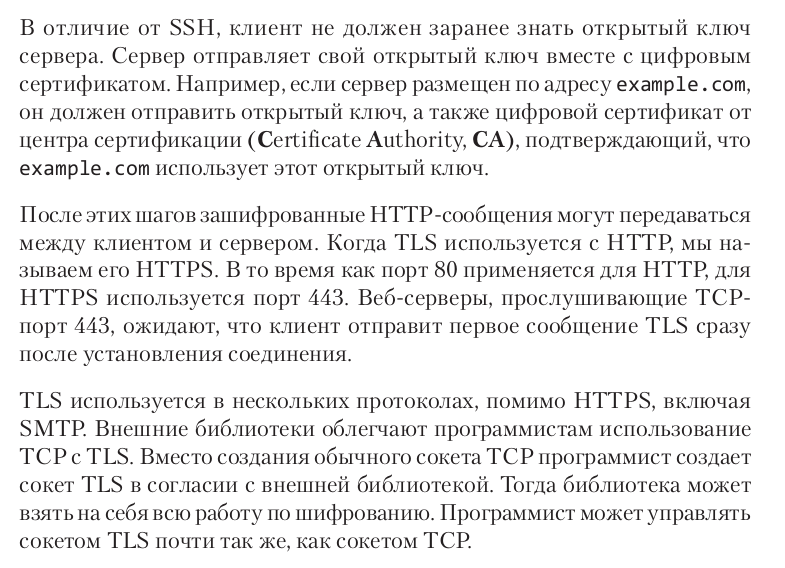 В отличие от SSH, клиент не должен заранее знать открытый ключ
сервера. Сервер отправляет свой открытый ключ вместе с цифровым
сертификатом. Например, если сервер размещен по адресу example.com,
он должен отправить открытый ключ, а также цифровой сертификат от
центра сертификации (Certificate Authority, CA), подтверждающий, что
example.com использует этот открытый ключ.
После этих шагов зашифрованные HTTP-сообщения могут передаваться
между клиентом и сервером. Когда TLS используется с HTTP, мы на-
зываем его HTTPS. В то время как порт 80 применяется для HTTP, для
HTTPS используется порт 443. Веб-серверы, прослушивающие TCP-
порт 443, ожидают, что клиент отправит первое сообщение TLS сразу
после установления соединения.
TLS используется в нескольких протоколах, помимо HTTPS, включая
SMTP. Внешние библиотеки облегчают программистам использование
TCP с TLS. Вместо создания обычного сокета TCP программист создает
сокет TLS в согласии с внешней библиотекой. Тогда библиотека может
взять на себя всю работу по шифрованию. Программист может управлять
сокетом TLS почти так же, как сокетом TCP.